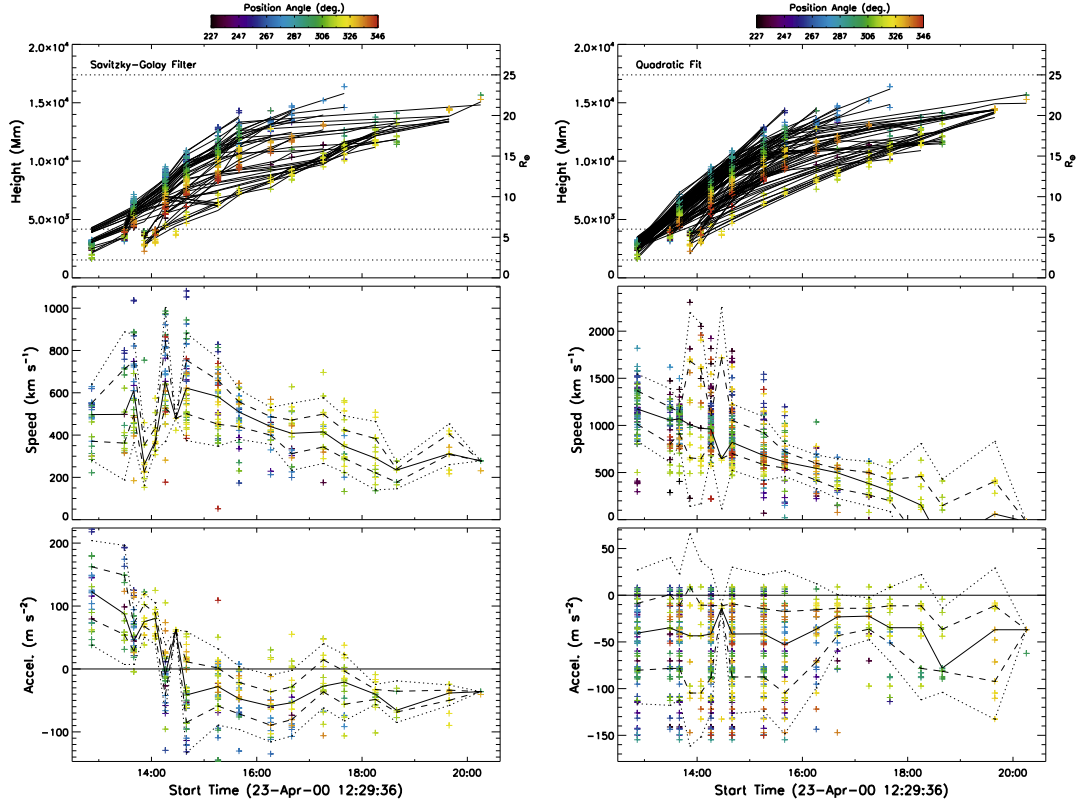 Position Angle (deg.)
227 247 267 287 306 326 346
Position Angle (deg.)
227 247 267 287 306 326 346
Savitzky-Golay Filter
Height (Mm)
2.0×10⁴
1.5×10⁴
1.0×10⁴
5.0×10³
0
25
20
15
10
5
0
R⊙
Quadratic Fit
Height (Mm)
2.0×10⁴
1.5×10⁴
1.0×10⁴
5.0×10³
0
25
20
15
10
5
0
R⊙
Speed (km s⁻¹)
1000
800
600
400
200
0
Speed (km s⁻¹)
2000
1500
1000
500
0
Accel. (m s⁻²)
200
100
0
−100
Accel. (m s⁻²)
50
0
−50
−100
−150
14:00 16:00 18:00 20:00
Start Time (23-Apr-00 12:29:36)
14:00 16:00 18:00 20:00
Start Time (23-Apr-00 12:29:36)